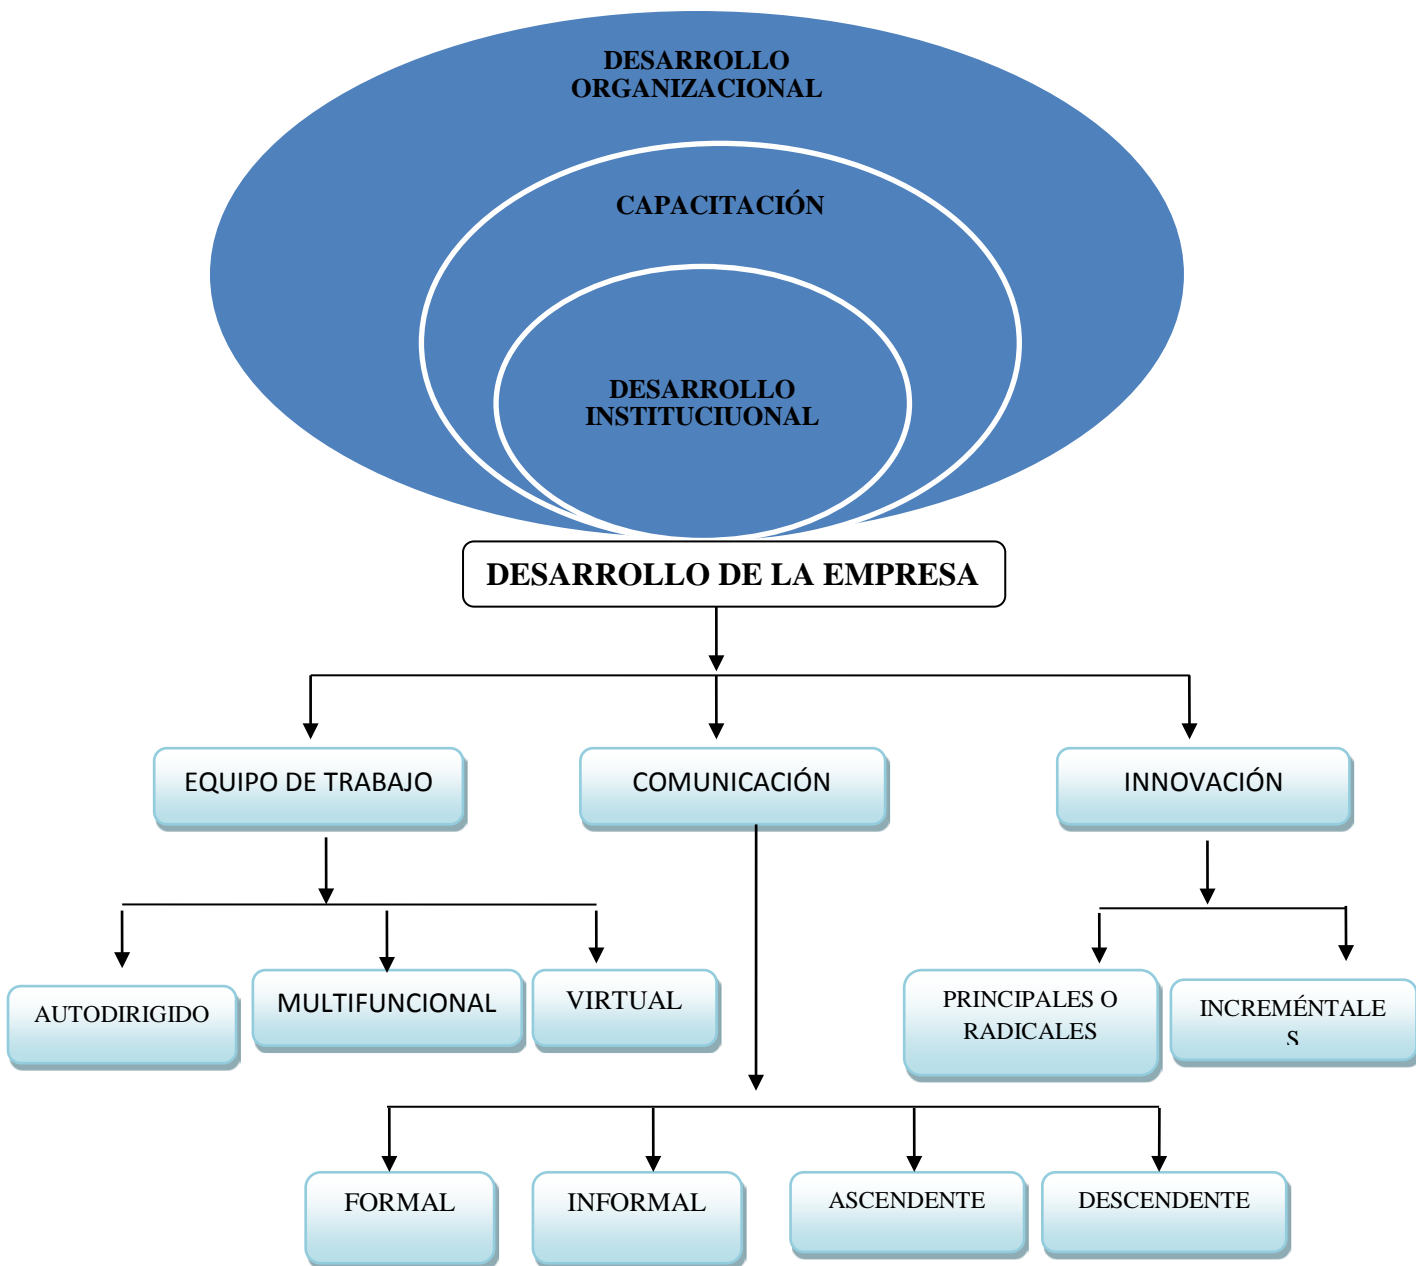 DESARROLLO
ORGANIZACIONAL
CAPACITACIÓN
DESARROLLO
INSTITUCIUONAL
DESARROLLO DE LA EMPRESA
EQUIPO DE TRABAJO
COMUNICACIÓN
INNOVACIÓN
AUTODIRIGIDO
MULTIFUNCIONAL
VIRTUAL
PRINCIPALES O
RADICALES
INCREMÉNTALE
S
FORMAL
INFORMAL
ASCENDENTE
DESCENDENTE